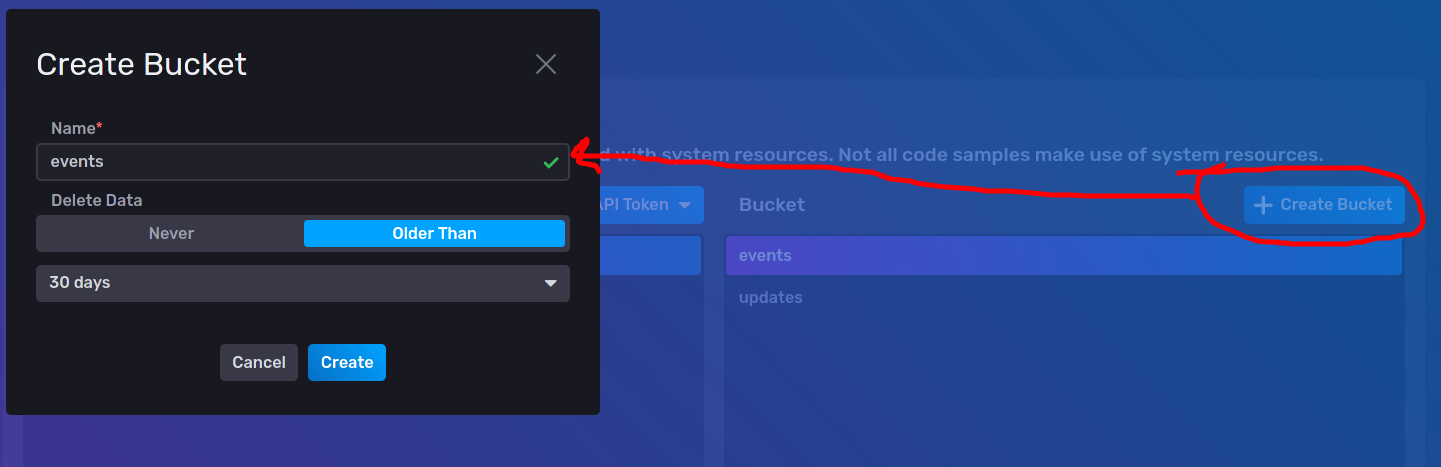 Create Bucket
Name*
events
Delete Data
Never
Older Than
30 days
Cancel
Create
with system resources. Not all code samples make use of system resources.
API Token
Bucket
Create Bucket
events
updates